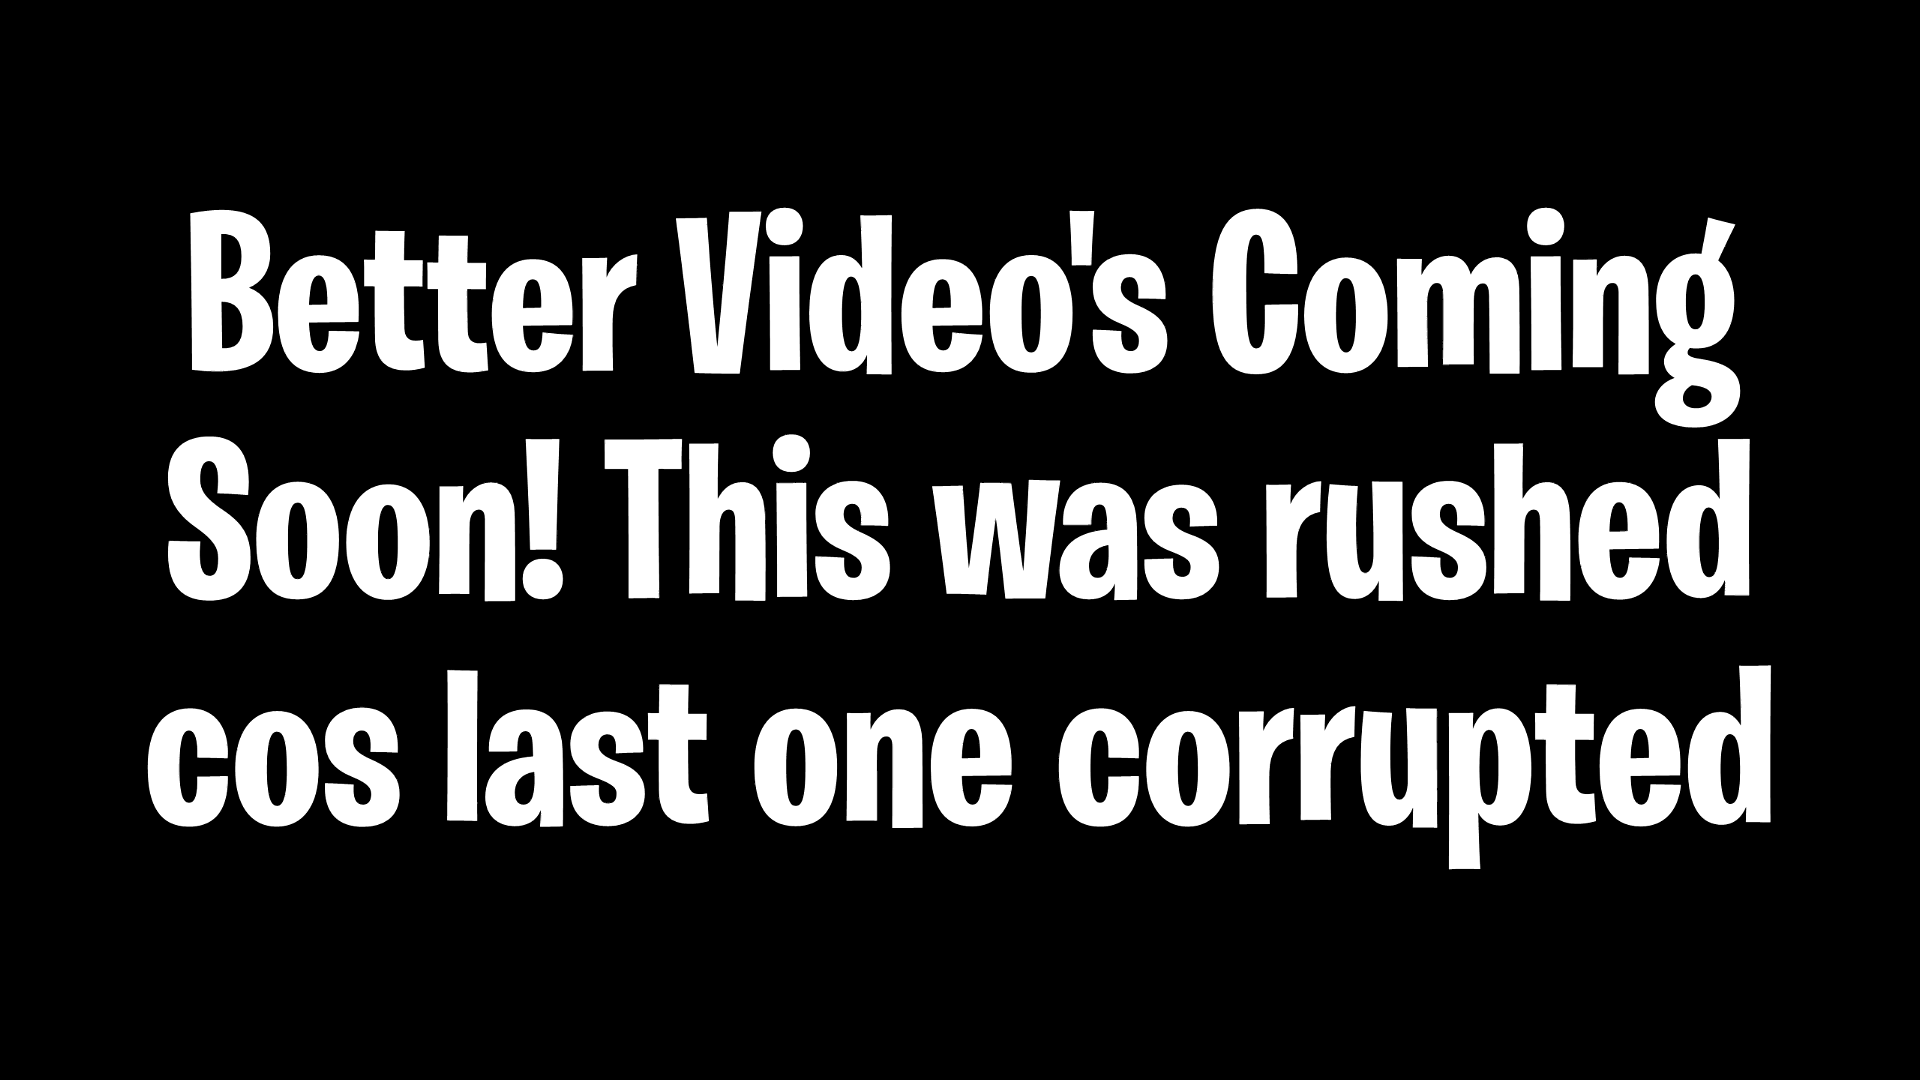 Better Video's Coming
Soon! This was rushed
cos last one corrupted